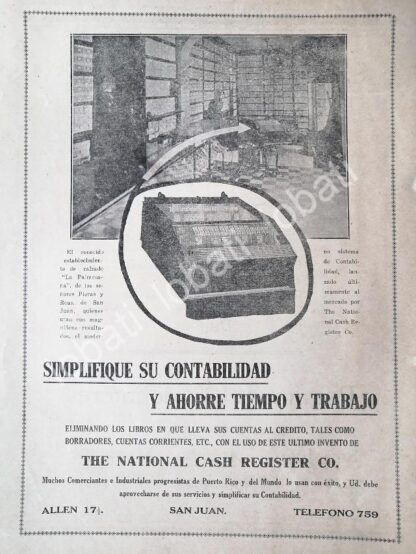 El conocido
establecimien-
to de calzado
"La Palmesa-
na", de los se-
ñores
de San
Juan, quienes
usan con mag-
níficos resulta-
dos, el moder-
no sistema
de Contabi-
lidad, lan-
zado últi-
mamente al
mercado por
The Natio-
nal Cash Re-
gister Co.
SIMPLIFIQUE SU CONTABILIDAD
Y AHORRE TIEMPO Y TRABAJO
ELIMINANDO LOS LIBROS EN QUE LLEVA SUS CUENTAS AL CREDITO, TALES COMO
BORRADORES, CUENTAS CORRIENTES, ETC., CON EL USO DE ESTE ULTIMO INVENTO DE
THE NATIONAL CASH REGISTER CO.
Muchos Comerciantes e Industriales progresistas de Puerto Rico y del Mundo lo usan con éxito, y Ud. debe
aprovecharse de sus servicios y simplificar su Contabilidad.
ALLEN 17½. SAN JUAN. TELEFONO 759